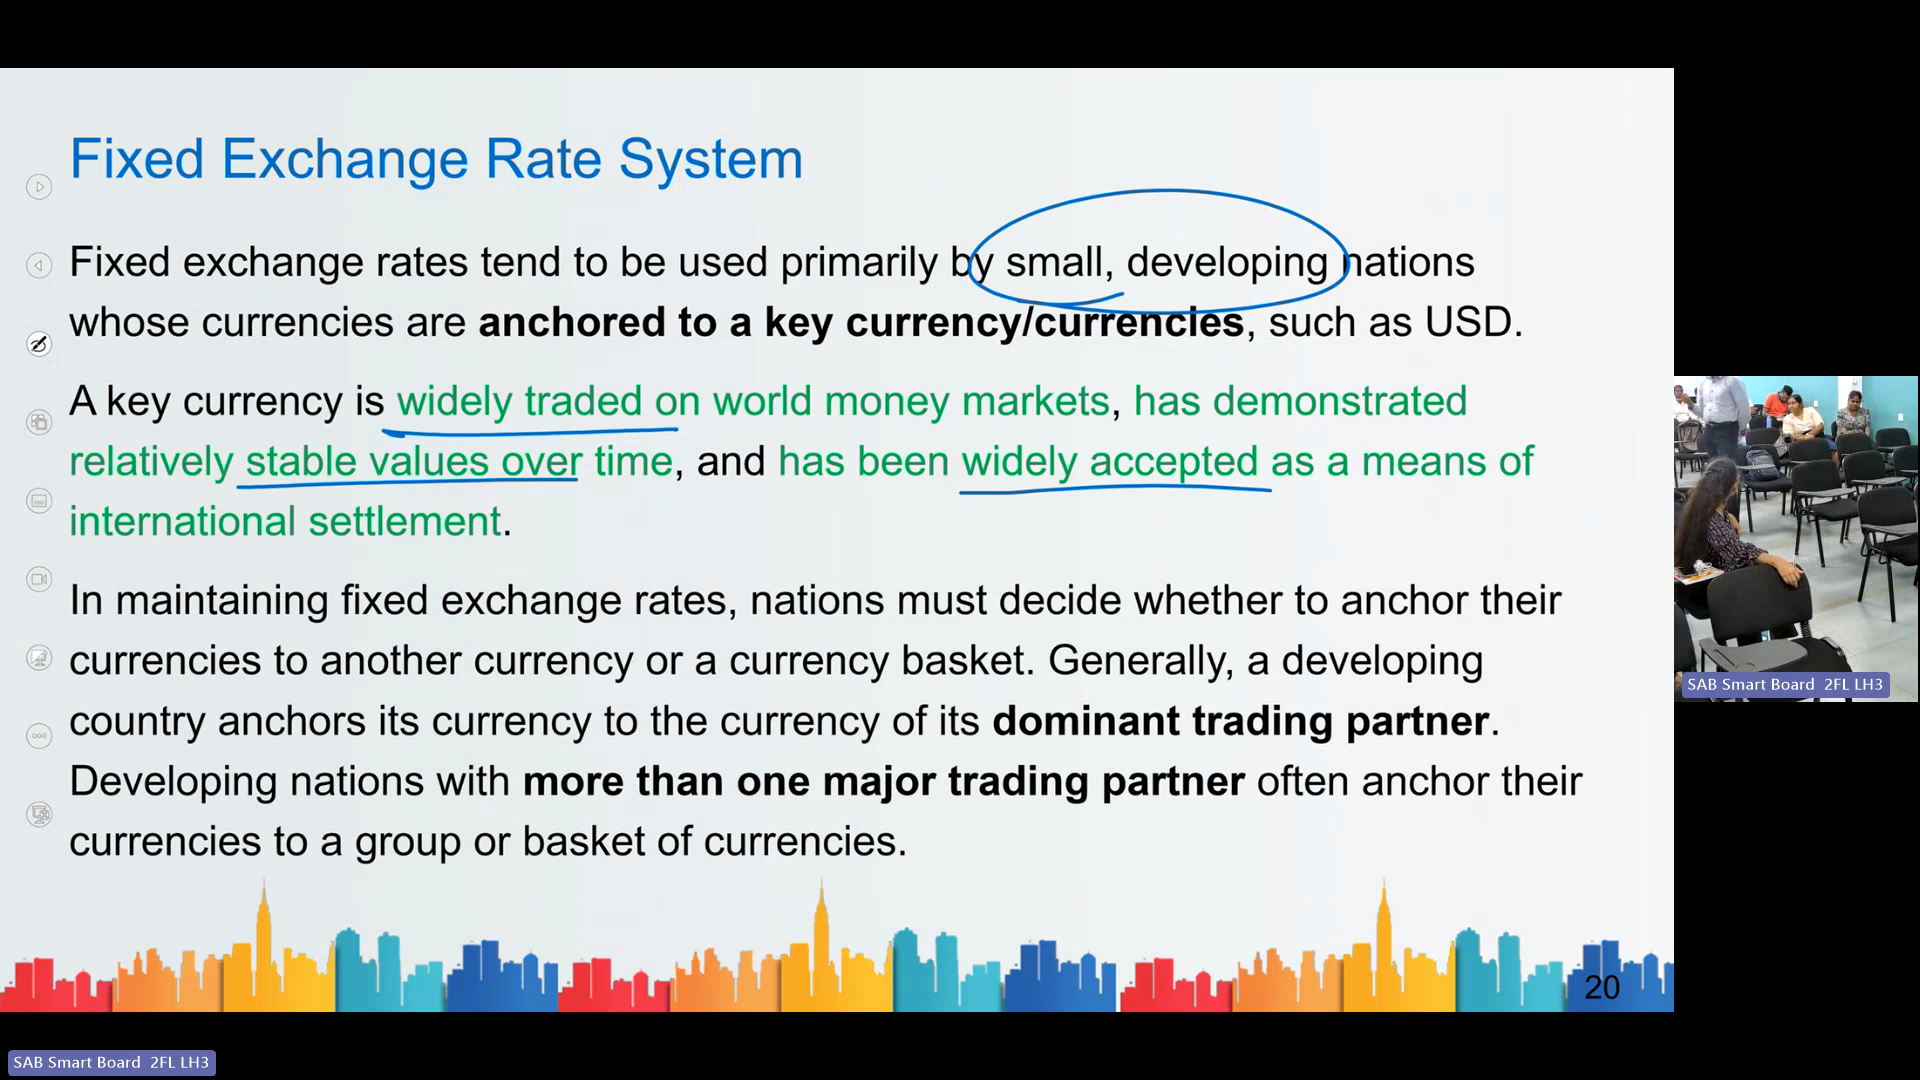 Fixed Exchange Rate System
Fixed exchange rates tend to be used primarily by small, developing nations
whose currencies are anchored to a key currency/currencies, such as USD.
A key currency is widely traded on world money markets, has demonstrated
relatively stable values over time, and has been widely accepted as a means of
international settlement.
In maintaining fixed exchange rates, nations must decide whether to anchor their
currencies to another currency or a currency basket. Generally, a developing
country anchors its currency to the currency of its dominant trading partner.
Developing nations with more than one major trading partner often anchor their
currencies to a group or basket of currencies.
20
SAB Smart Board 2FL LH3
SAB Smart Board 2FL LH3